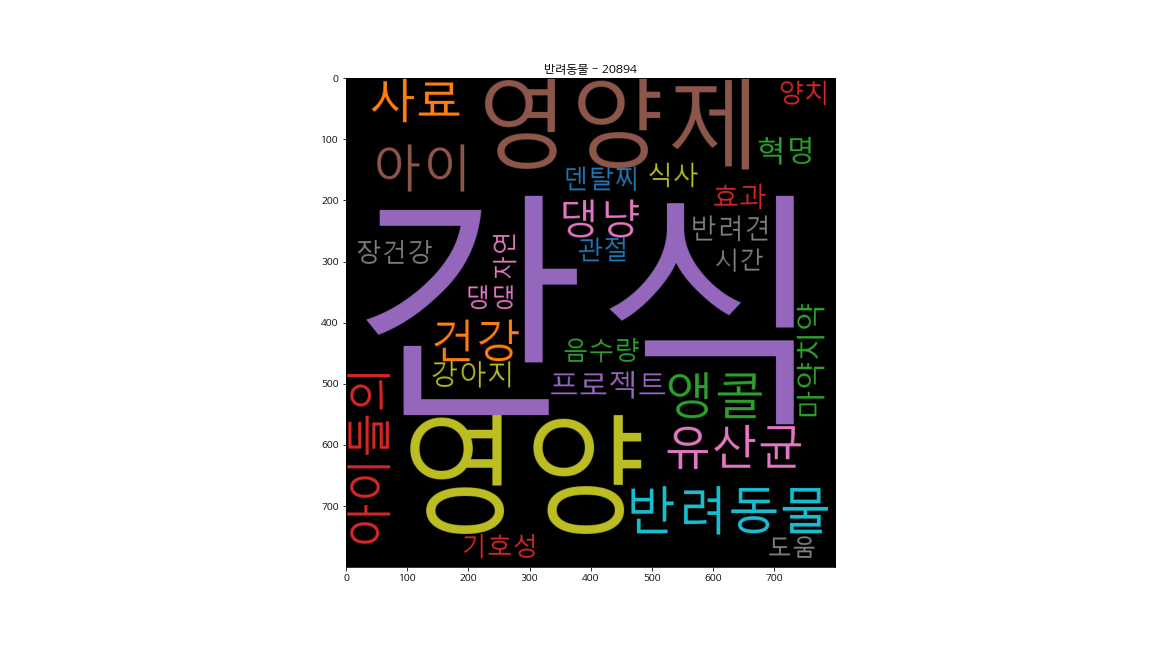 반려동물 - 20894
사료
영양제
양치
아이
혁명
덴탈찌
식사
효과
댕냥
반려견
간식
장건강
자연
관절
시간
댕댕
건강
음수량
마약치약
강아지
프로젝트
앵콜
아이들의
영양
유산균
반려동물
기호성
도움
0
100
200
300
400
500
600
700
0
100
200
300
400
500
600
700